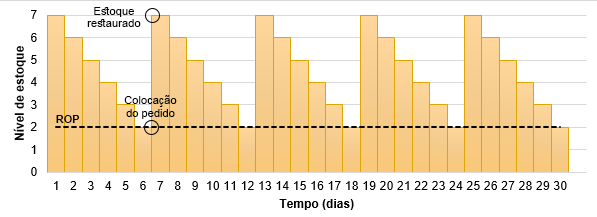 Estoque
restaurado
Colocação
do pedido
ROP
Nível de estoque
7
6
5
4
3
2
1
0
1 2 3 4 5 6 7 8 9 10 11 12 13 14 15 16 17 18 19 20 21 22 23 24 25 26 27 28 29 30
Tempo (dias)